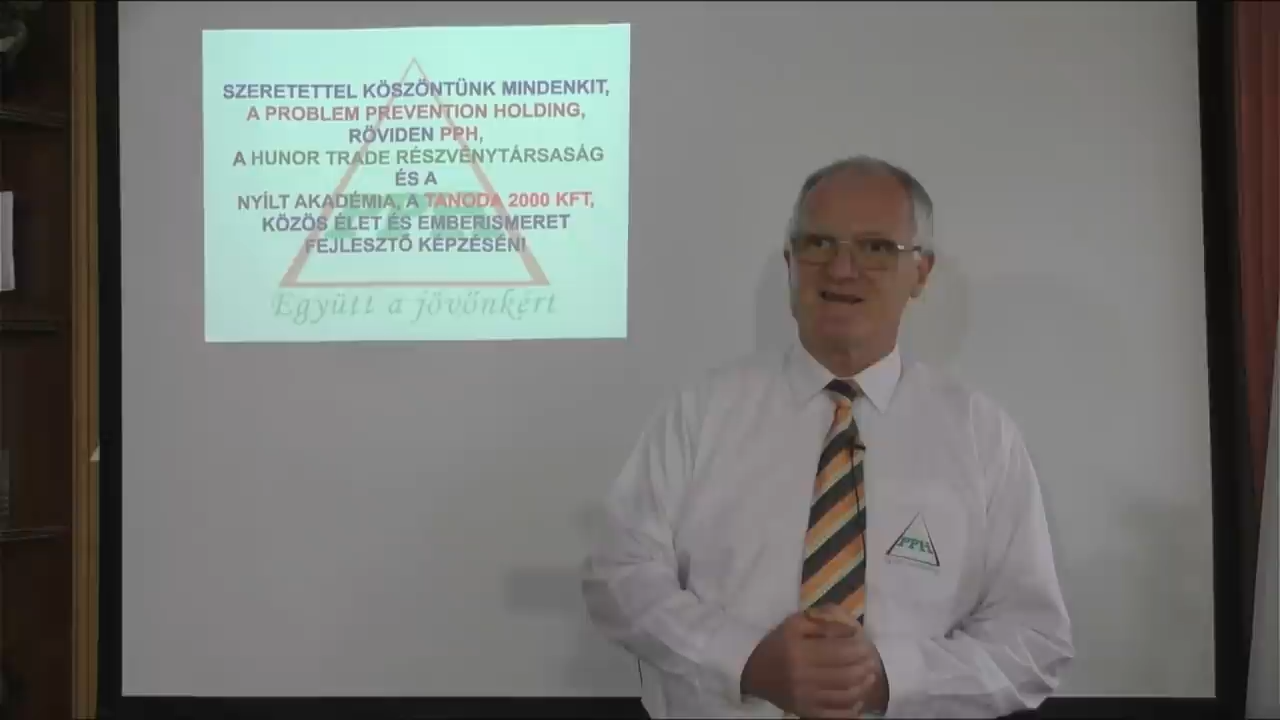 SZERETETTEL KÖSZÖNTÜNK MINDENKIT,
A PROBLEM PREVENTION HOLDING,
RÖVIDEN PPH,
A HUNOR TRADE RÉSZVÉNYTÁRSASÁG
ÉS A
NYÍLT AKADÉMIA, A TANODA 2000 KFT,
KÖZÖS ÉLET ÉS EMBERISMERET
FEJLESZTŐ KÉPZÉSÉN!
Együtt a jövőnkért
PPH